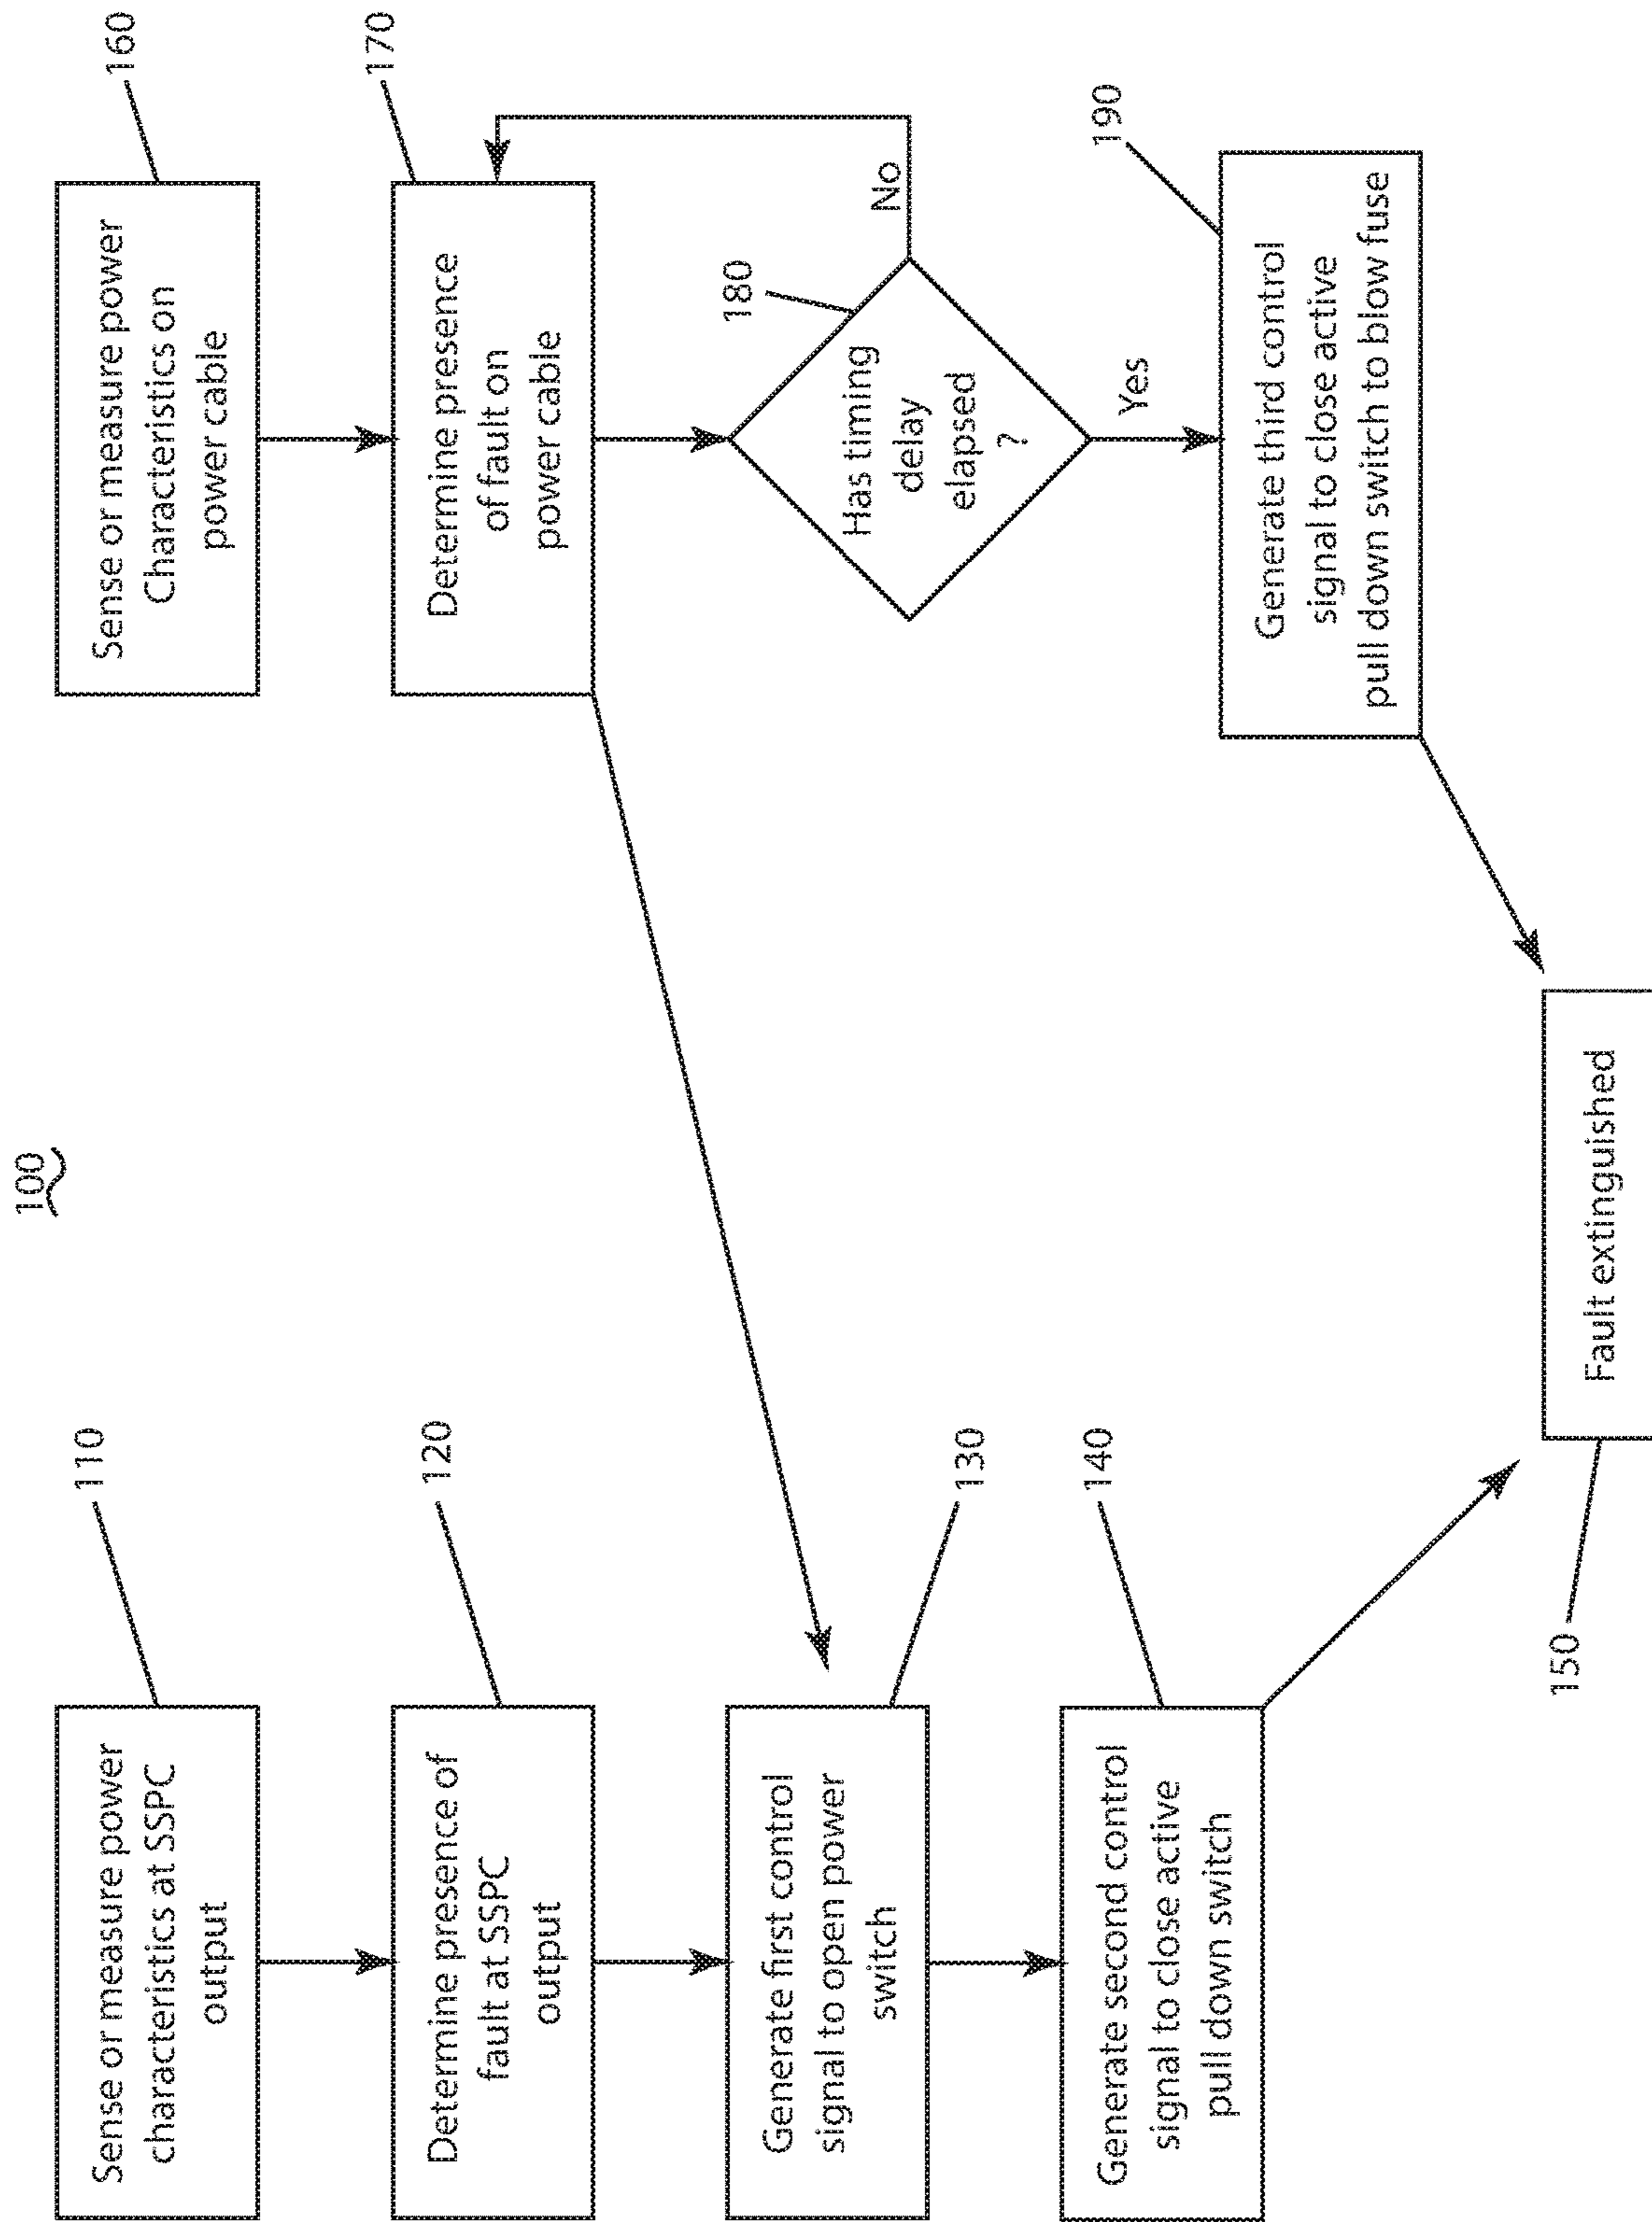 100
110
Sense or measure power
characteristics at SSPC
output
120
Determine presence of
fault at SSPC
output
130
Generate first control
signal to open power
switch
140
Generate second control
signal to close active
pull down switch
150
Fault extinguished
160
Sense or measure power
Characteristics on
power cable
170
Determine presence
of fault on
power cable
180
Has timing
delay
elapsed
?
No
Yes
190
Generate third control
signal to close active
pull down switch to blow fuse